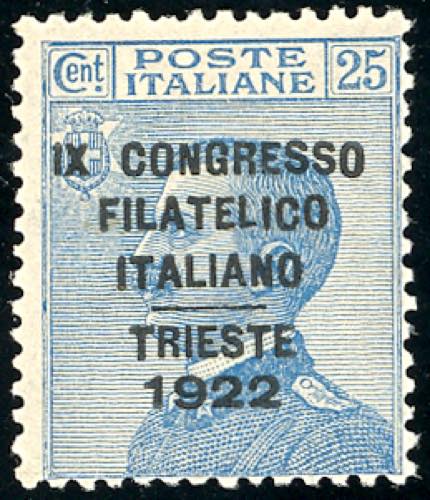 Cent. POSTE ITALIANE 25
IX CONGRESSO
FILATELICO
ITALIANO
TRIESTE
1922